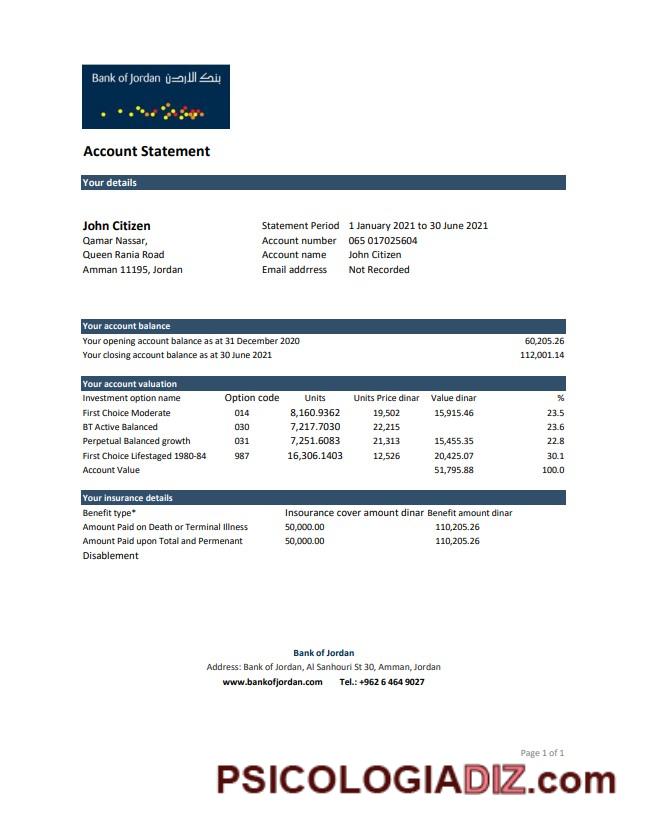 Bank of Jordan بنك الاردن
Account Statement
Your details
John Citizen
Qamar Nassar,
Queen Rania Road
Amman 11195, Jordan
Statement Period 1 January 2021 to 30 June 2021
Account number 065 017025604
Account name John Citizen
Email addrress Not Recorded
Your account balance
Your opening account balance as at 31 December 2020 60,205.26
Your closing account balance as at 30 June 2021 112,001.14
Your account valuation
Investment option name Option code Units Units Price dinar Value dinar %
First Choice Moderate 014 8,160.9362 19,502 15,915.46 23.5
BT Active Balanced 030 7,217.7030 22,215 23.6
Perpetual Balanced growth 031 7,251.6083 21,313 15,455.35 22.8
First Choice Lifestaged 1980-84 987 16,306.1403 12,526 20,425.07 30.1
Account Value 51,795.88 100.0
Your insurance details
Benefit type* Insourance cover amount dinar Benefit amount dinar
Amount Paid on Death or Terminal Illness 50,000.00 110,205.26
Amount Paid upon Total and Permenant 50,000.00 110,205.26
Disablement
Bank of Jordan
Address: Bank of Jordan, Al Sanhouri St 30, Amman, Jordan
www.bankofjordan.com Tel.: +962 6 464 9027
Page 1 of 1
PSICOLOGIADIZ.com